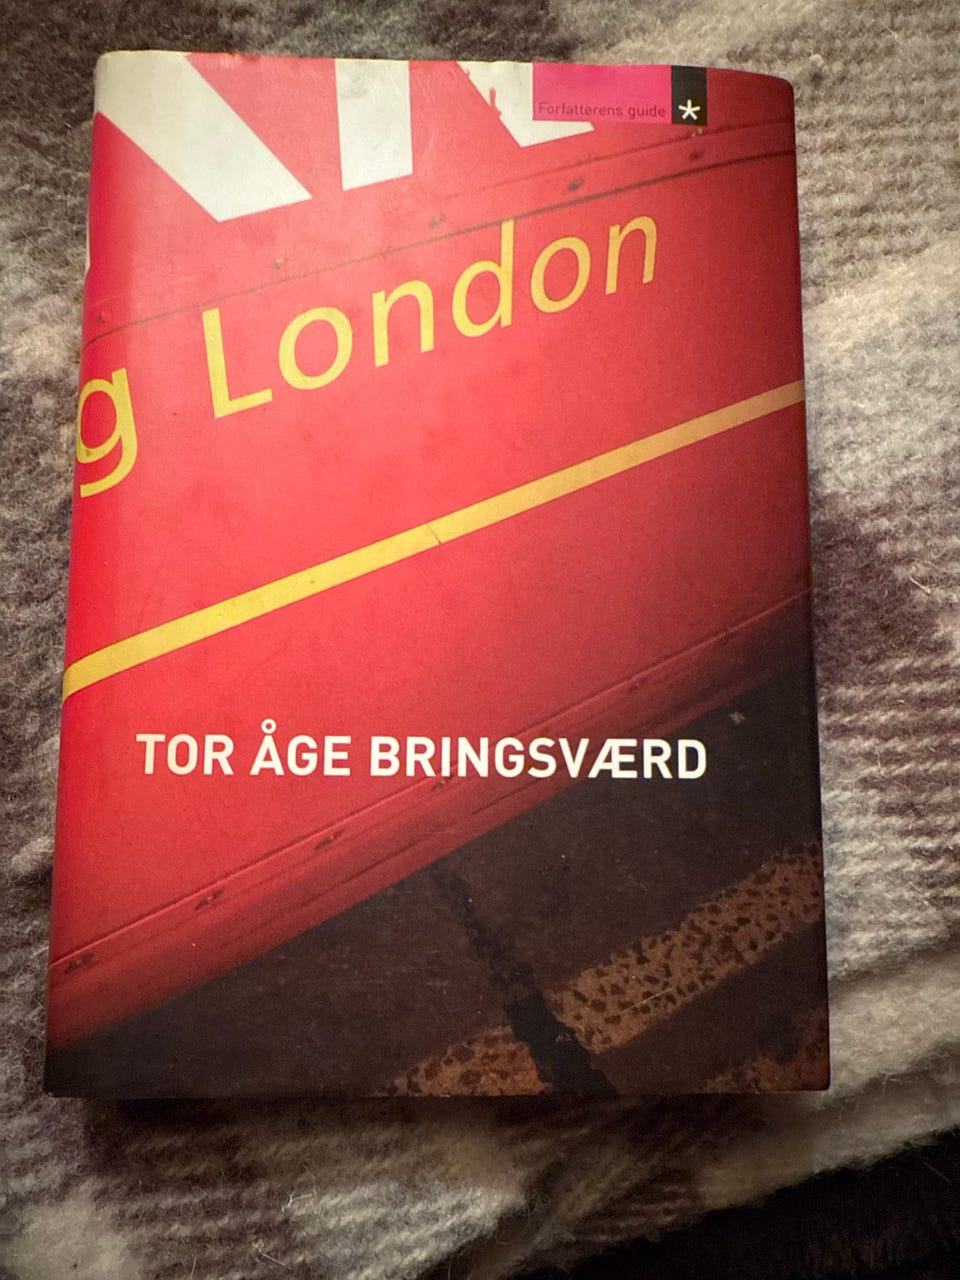 Forfatterens guide *
g London
TOR ÅGE BRINGSVÆRD